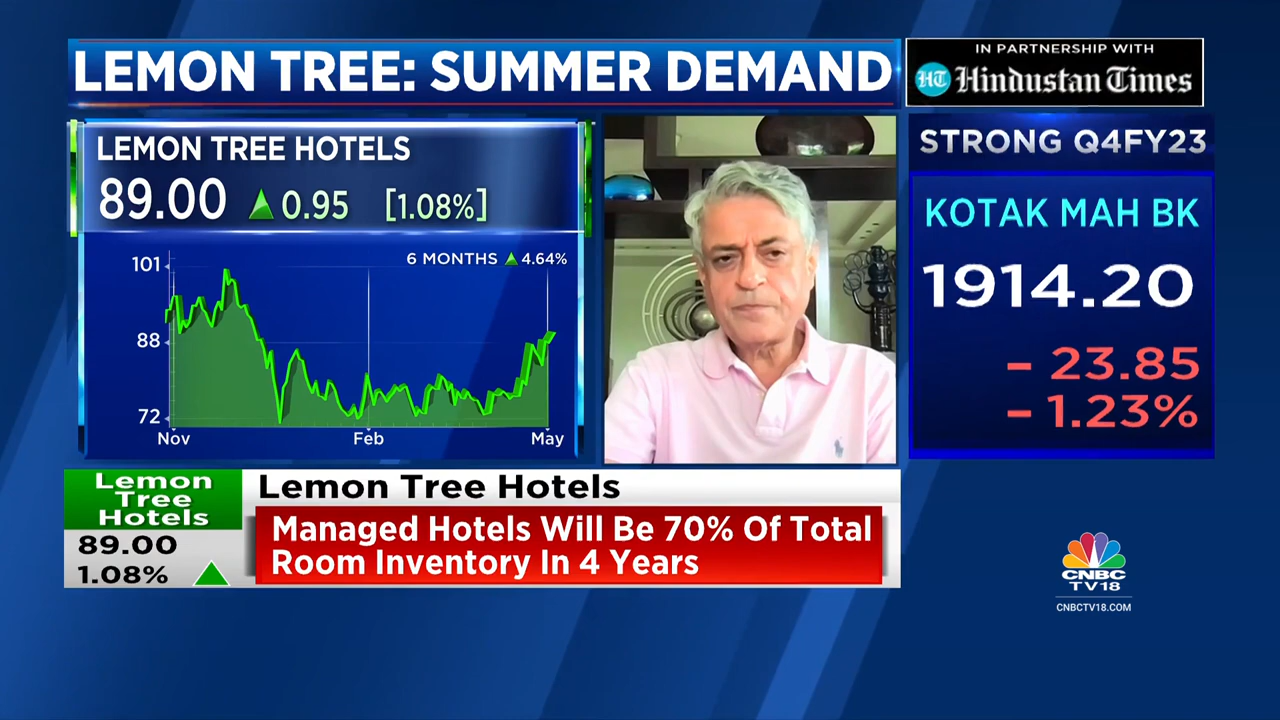 LEMON TREE: SUMMER DEMAND
IN PARTNERSHIP WITH
HT Hindustan Times
LEMON TREE HOTELS
89.00 ▲ 0.95 [1.08%]
6 MONTHS ▲ 4.64%
101
88
72
Nov Feb May
STRONG Q4FY23
KOTAK MAH BK
1914.20
– 23.85
– 1.23%
Lemon
Tree
Hotels
89.00
1.08% ▲
Lemon Tree Hotels
Managed Hotels Will Be 70% Of Total
Room Inventory In 4 Years
CNBC
TV18
CNBCTV18.COM